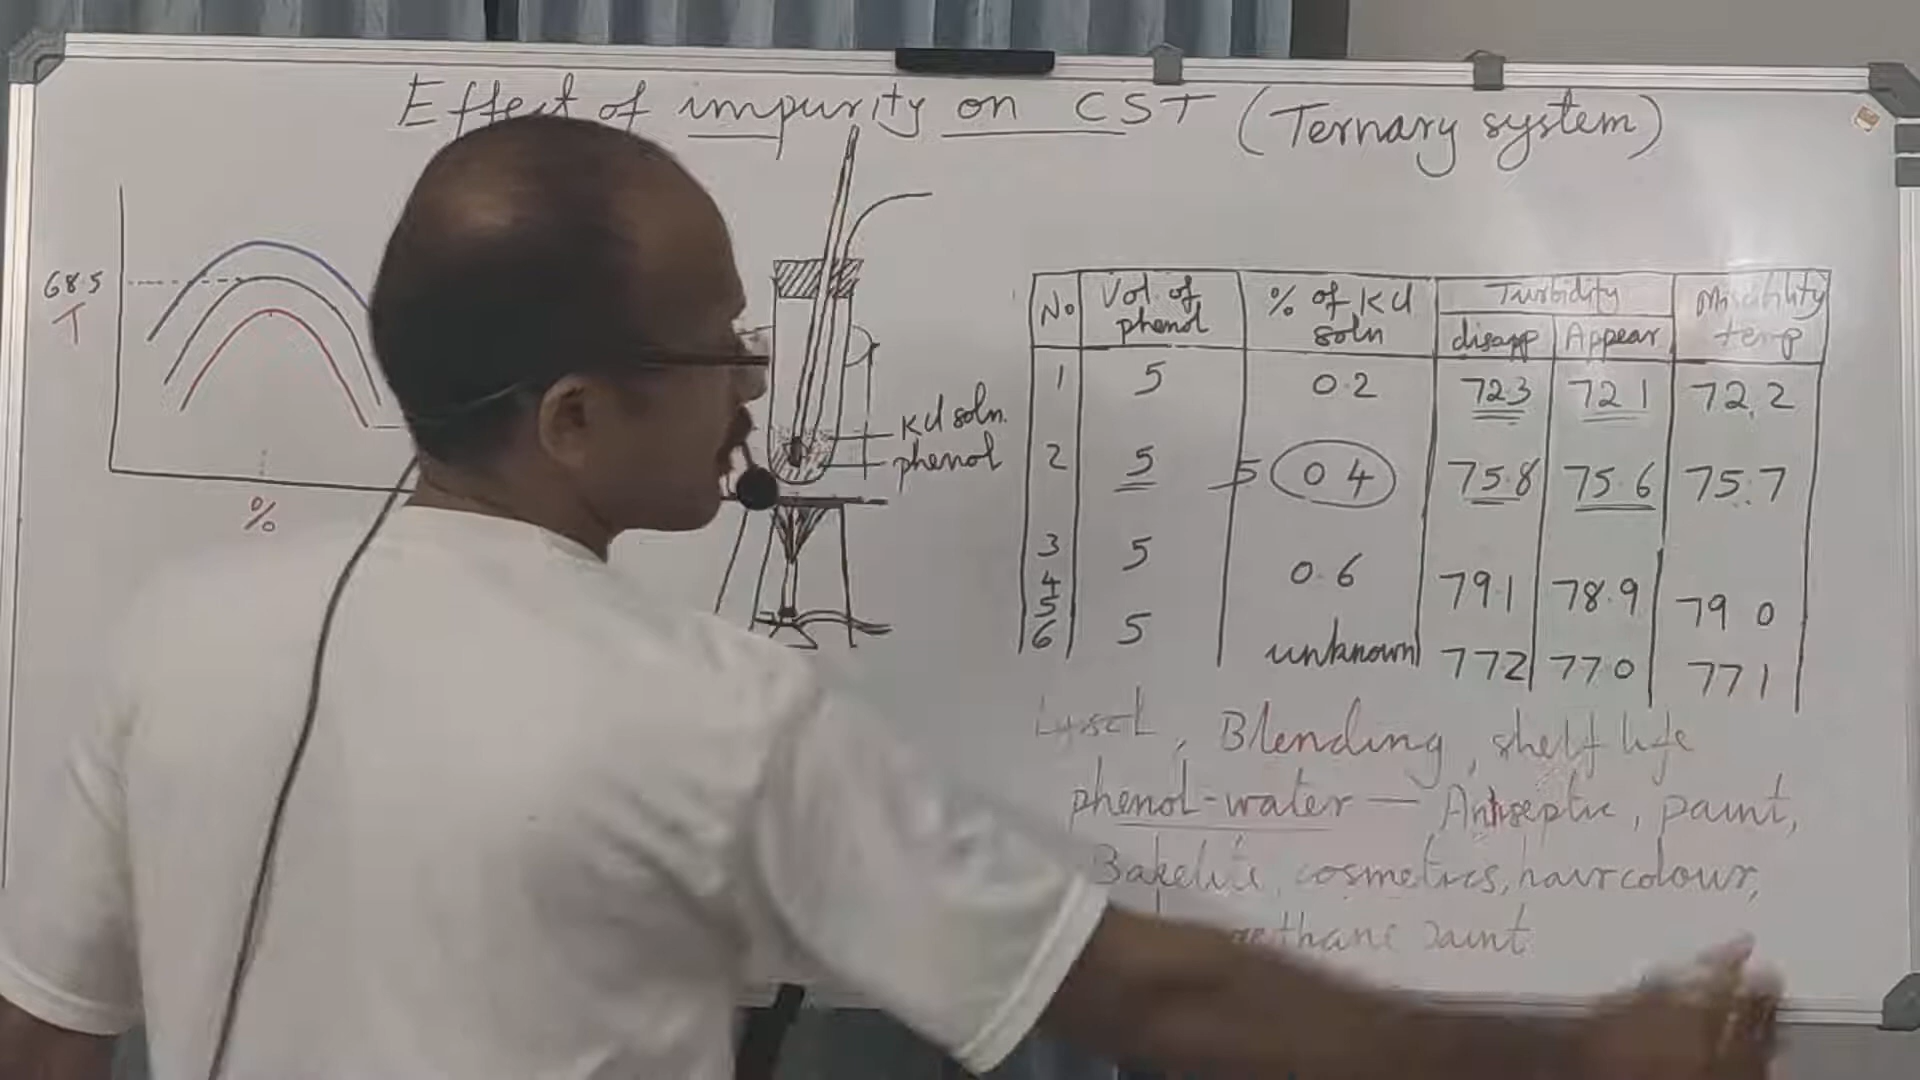 Effect of impurity on CST (Ternary system)
68.5
T
%
KCl soln.
phenol
No
Vol. of phenol
% of KCl soln
Turbidity
disapp
Appear
Miscibility temp
1 5 0.2 72.3 72.1 72.2
2 5 5 0.4 75.8 75.6 75.7
3 5 0.6 79.1 78.9 79.0
4
5
6 5 unknown 77.2 77.0 77.1
Lysol, Blending, shelf life
phenol-water — Antiseptic, paint,
Bakelite, cosmetics, hair colour,
paint